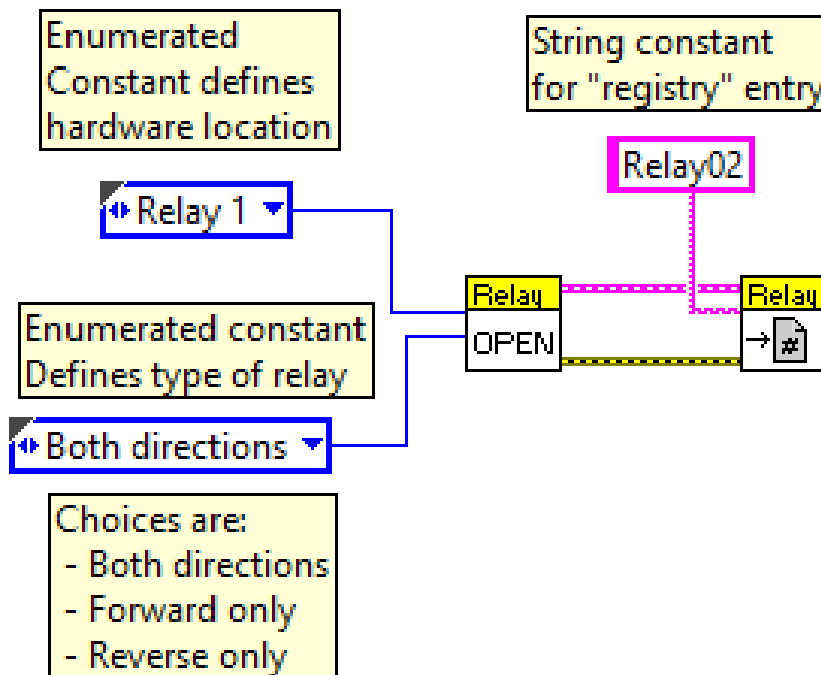 Enumerated
Constant defines
hardware location
String constant
for "registry" entry
Relay02
Relay 1
Relay
OPEN
Relay
#
Enumerated constant
Defines type of relay
Both directions
Choices are:
- Both directions
- Forward only
- Reverse only